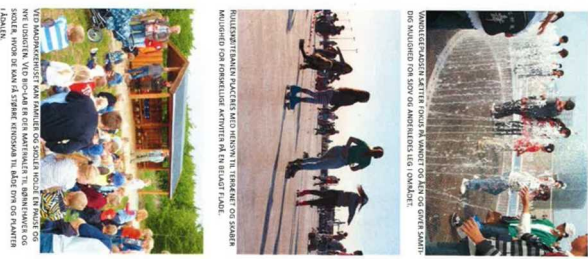 VANDLEGEPLADSEN SÆTTER FOKUS PÅ VANDET OG ÅEN OG GIVER SAMTI-
DIG MULIGHED FOR SJOV OG ANDERLEDES LEG I OMRÅDET.
RULLESKØJTEBANEN PLACERES MED HENSYN TIL TERRÆNET OG SKABER
MULIGHED FOR FORSKELLIGE AKTIVITER PÅ EN BELAGT FLADE.
VED MADPAKKEHUSET KAN FAMILIER OG SKOLER HOLDE EN PAUSE OG
NYE UDSIGTEN. VED BIO-LAB ER DER MATERIALER TIL BØRNEHAVER OG
SKOLER, HVOR DE KAN FÅ STØRRE KENDSKAB TIL BÅDE DYR OG PLANTER
I ÅDALEN.